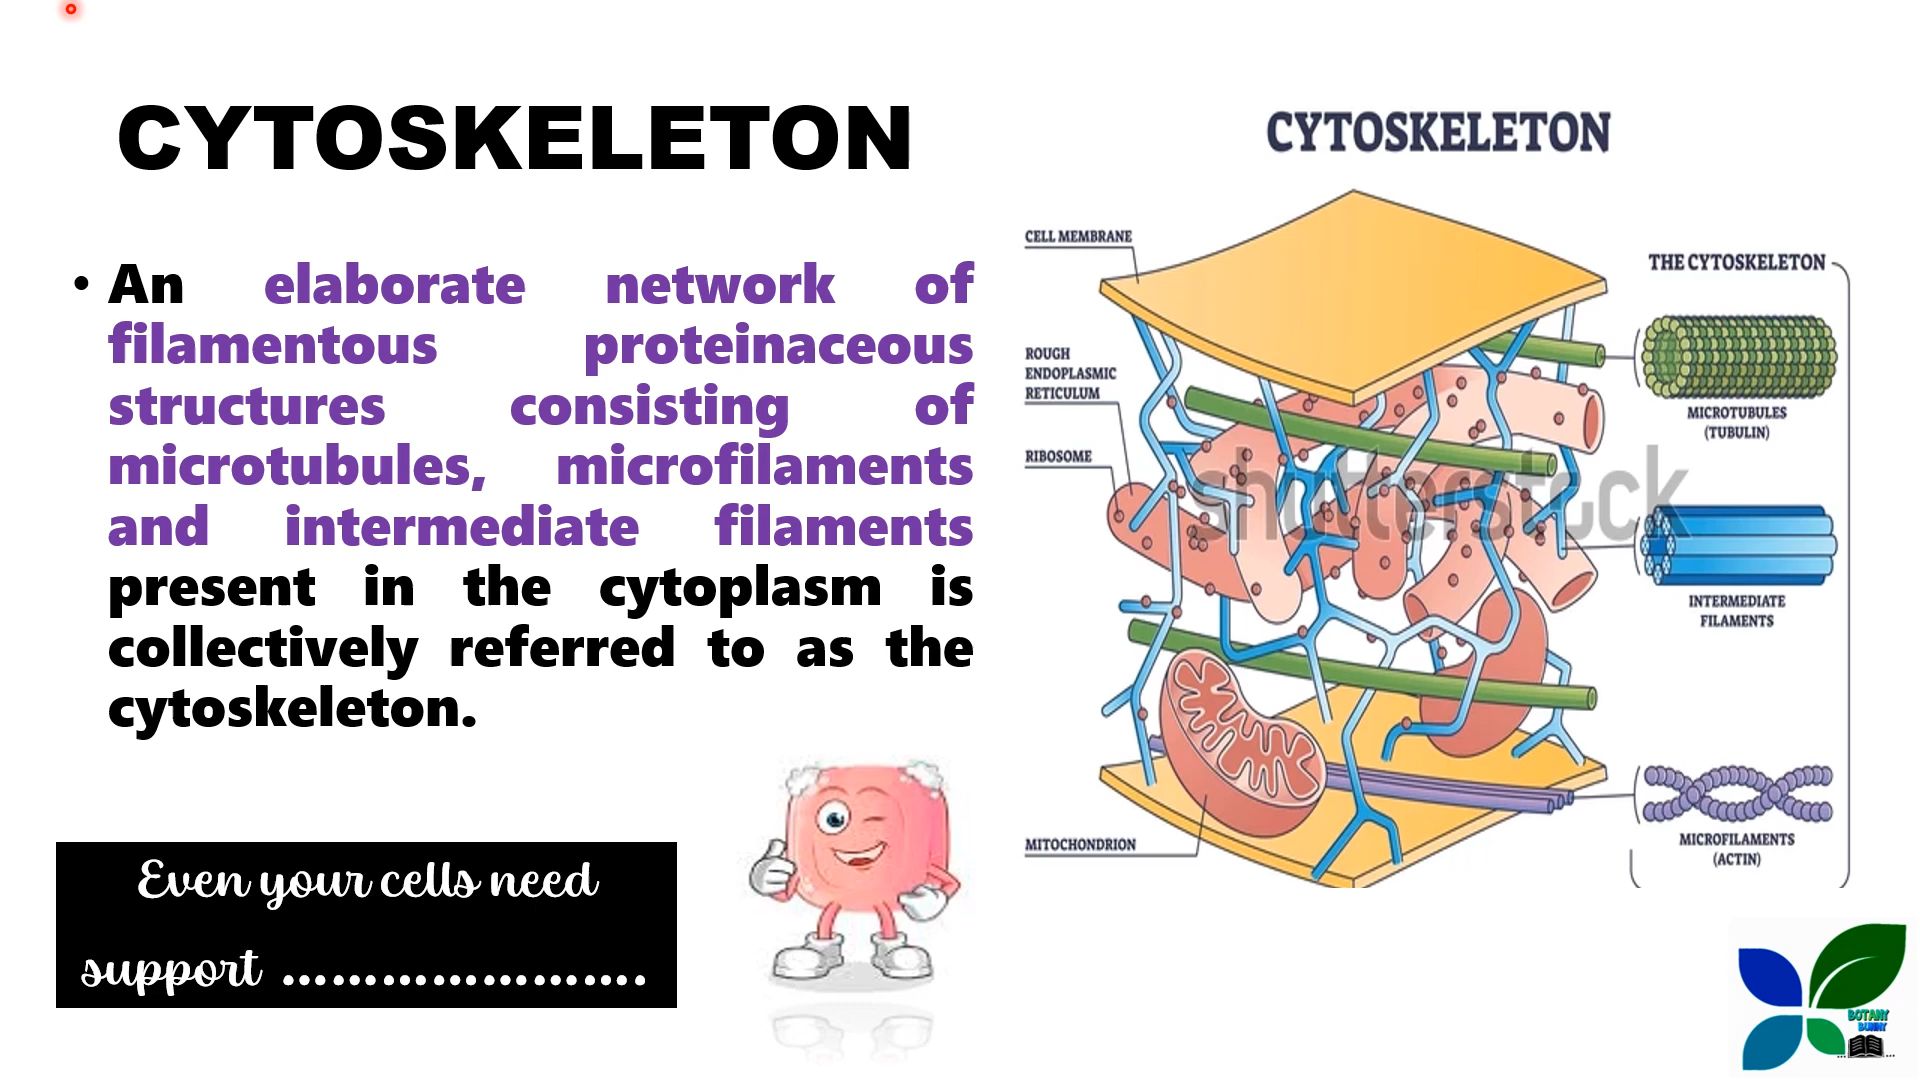 CYTOSKELETON
• An elaborate network of
filamentous proteinaceous
structures consisting of
microtubules, microfilaments
and intermediate filaments
present in the cytoplasm is
collectively referred to as the
cytoskeleton.
Even your cells need
support …………………….
CYTOSKELETON
CELL MEMBRANE
ROUGH
ENDOPLASMIC
RETICULUM
RIBOSOME
MITOCHONDRION
THE CYTOSKELETON
MICROTUBULES
(TUBULIN)
INTERMEDIATE
FILAMENTS
MICROFILAMENTS
(ACTIN)
shutterstock
BOTANY
BUNNY